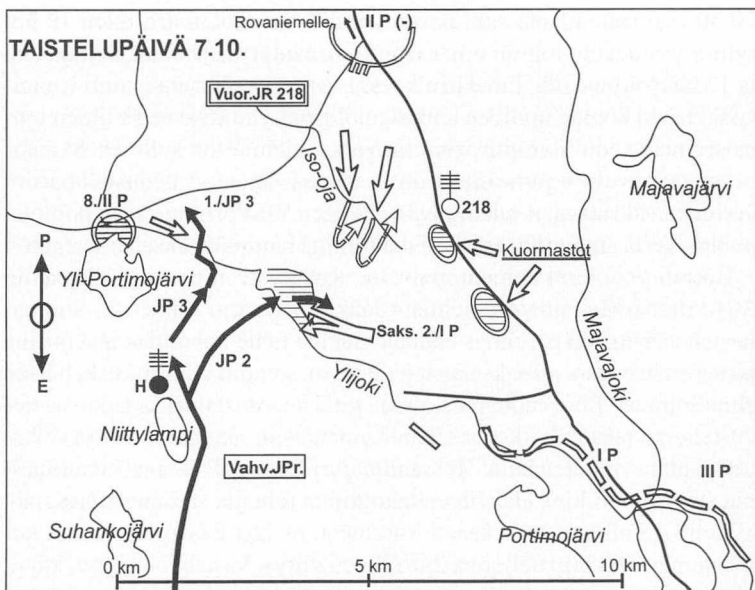 Rovaniemelle
II P (-)
TAISTELUPÄIVÄ 7.10.
Vuor.JR 218
Iso-oja
8./II P
1./JP 3
218
Majavajärvi
P
Kuormastot
Yli-Portimojärvi
JP 3
Saks. 2./I P
Majavajoki
JP 2
Ylijoki
E
H
Niittylampi
I P
III P
Vahv.JPr.
Suhankojärvi
Portimojärvi
0 km
5 km
10 km